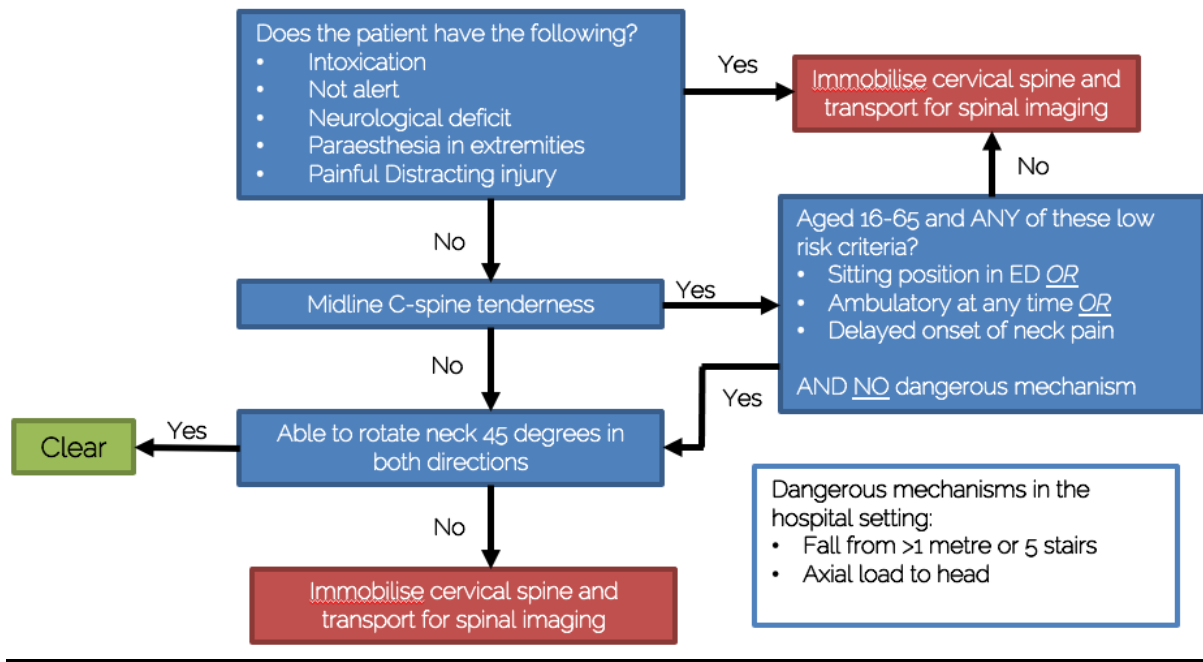 Does the patient have the following?
• Intoxication
• Not alert
• Neurological deficit
• Paraesthesia in extremities
• Painful Distracting injury
Yes
Immobilise cervical spine and
transport for spinal imaging
No
No
Aged 16-65 and ANY of these low
risk criteria?
• Sitting position in ED OR
• Ambulatory at any time OR
• Delayed onset of neck pain
AND NO dangerous mechanism
Midline C-spine tenderness
Yes
No
Yes
Clear
Yes
Able to rotate neck 45 degrees in
both directions
No
Immobilise cervical spine and
transport for spinal imaging
Dangerous mechanisms in the
hospital setting:
• Fall from >1 metre or 5 stairs
• Axial load to head